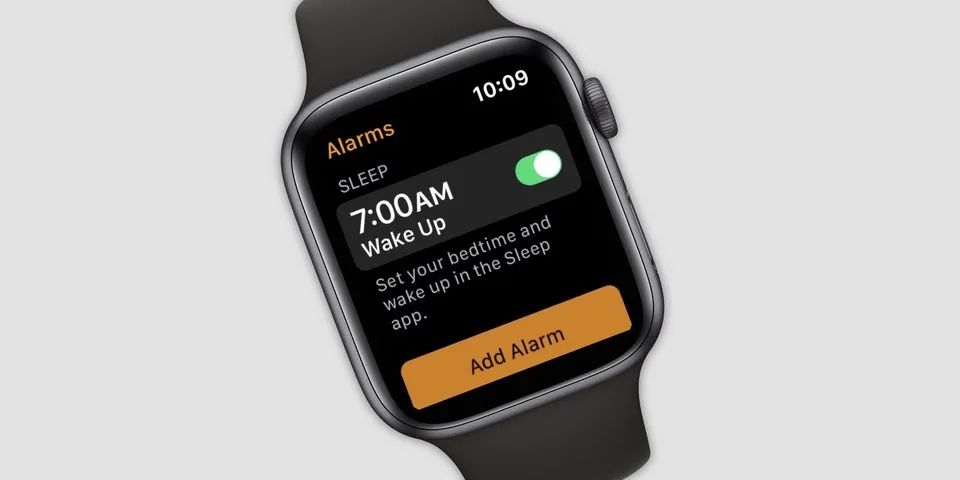 10:09
Alarms
SLEEP
7:00AM
Wake Up
Set your bedtime and
wake up in the Sleep
app.
Add Alarm